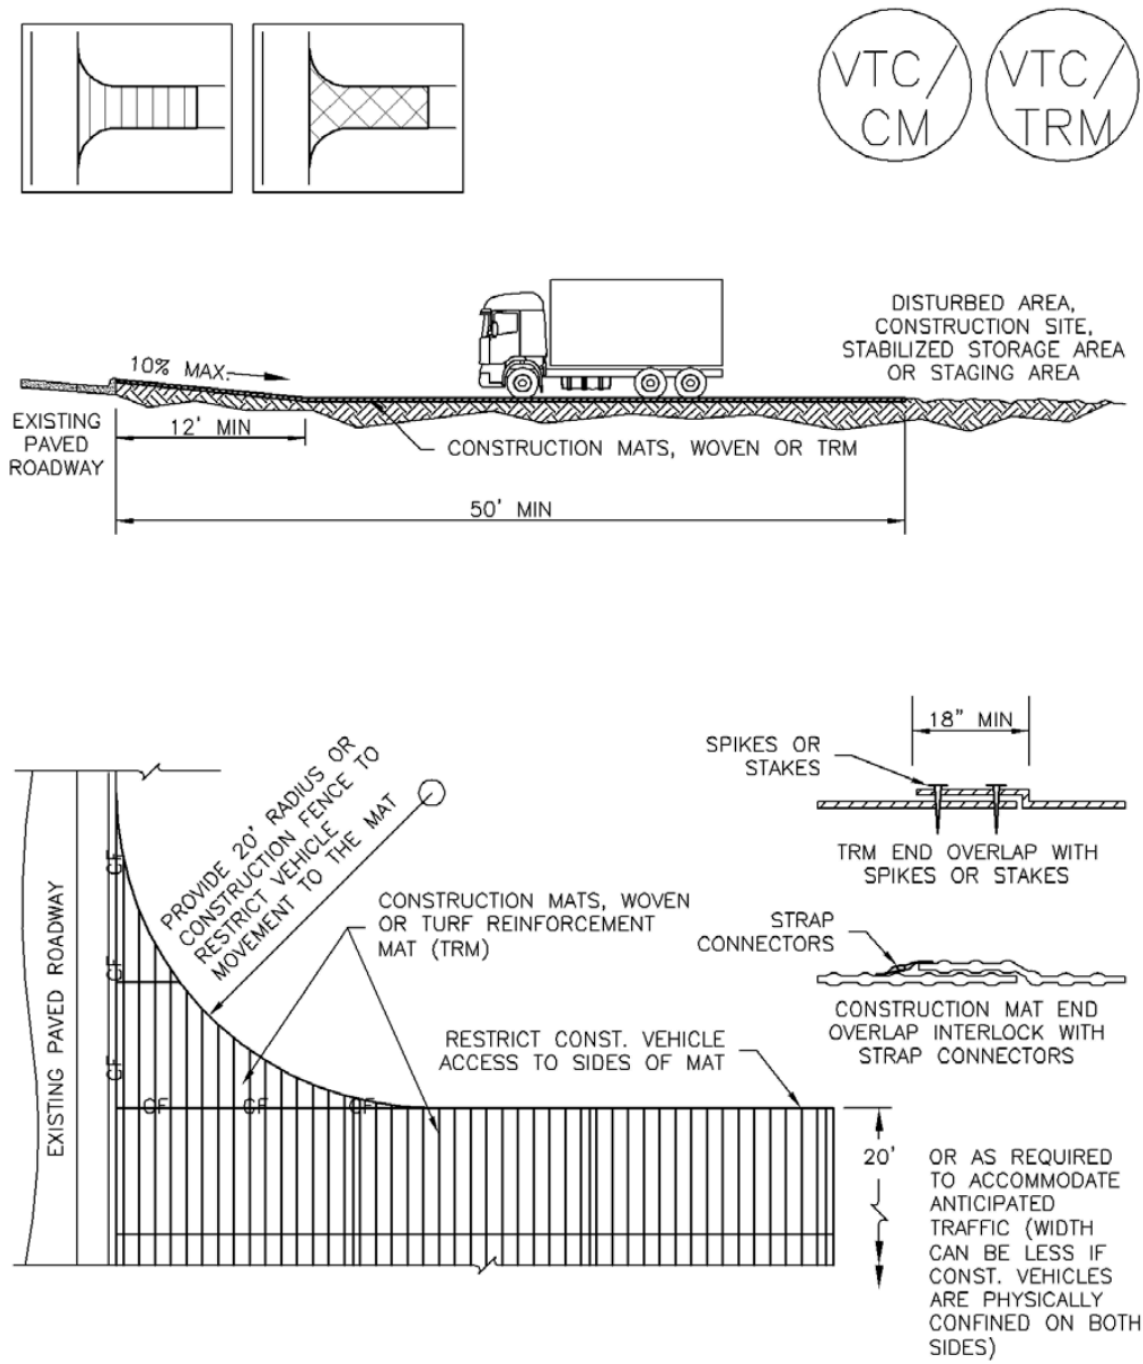 VTC/
CM
VTC/
TRM
10% MAX.
DISTURBED AREA,
CONSTRUCTION SITE,
STABILIZED STORAGE AREA
OR STAGING AREA
EXISTING
PAVED
ROADWAY
12' MIN
CONSTRUCTION MATS, WOVEN OR TRM
50' MIN
18" MIN
SPIKES OR
STAKES
TRM END OVERLAP WITH
SPIKES OR STAKES
STRAP
CONNECTORS
CONSTRUCTION MAT END
OVERLAP INTERLOCK WITH
STRAP CONNECTORS
PROVIDE 20' RADIUS OR
CONSTRUCTION FENCE TO
RESTRICT VEHICLE
MOVEMENT TO THE MAT
CONSTRUCTION MATS, WOVEN
OR TURF REINFORCEMENT
MAT (TRM)
RESTRICT CONST. VEHICLE
ACCESS TO SIDES OF MAT
EXISTING PAVED ROADWAY
CF
CF
CF
CF
CF
CF
20'
OR AS REQUIRED
TO ACCOMMODATE
ANTICIPATED
TRAFFIC (WIDTH
CAN BE LESS IF
CONST. VEHICLES
ARE PHYSICALLY
CONFINED ON BOTH
SIDES)